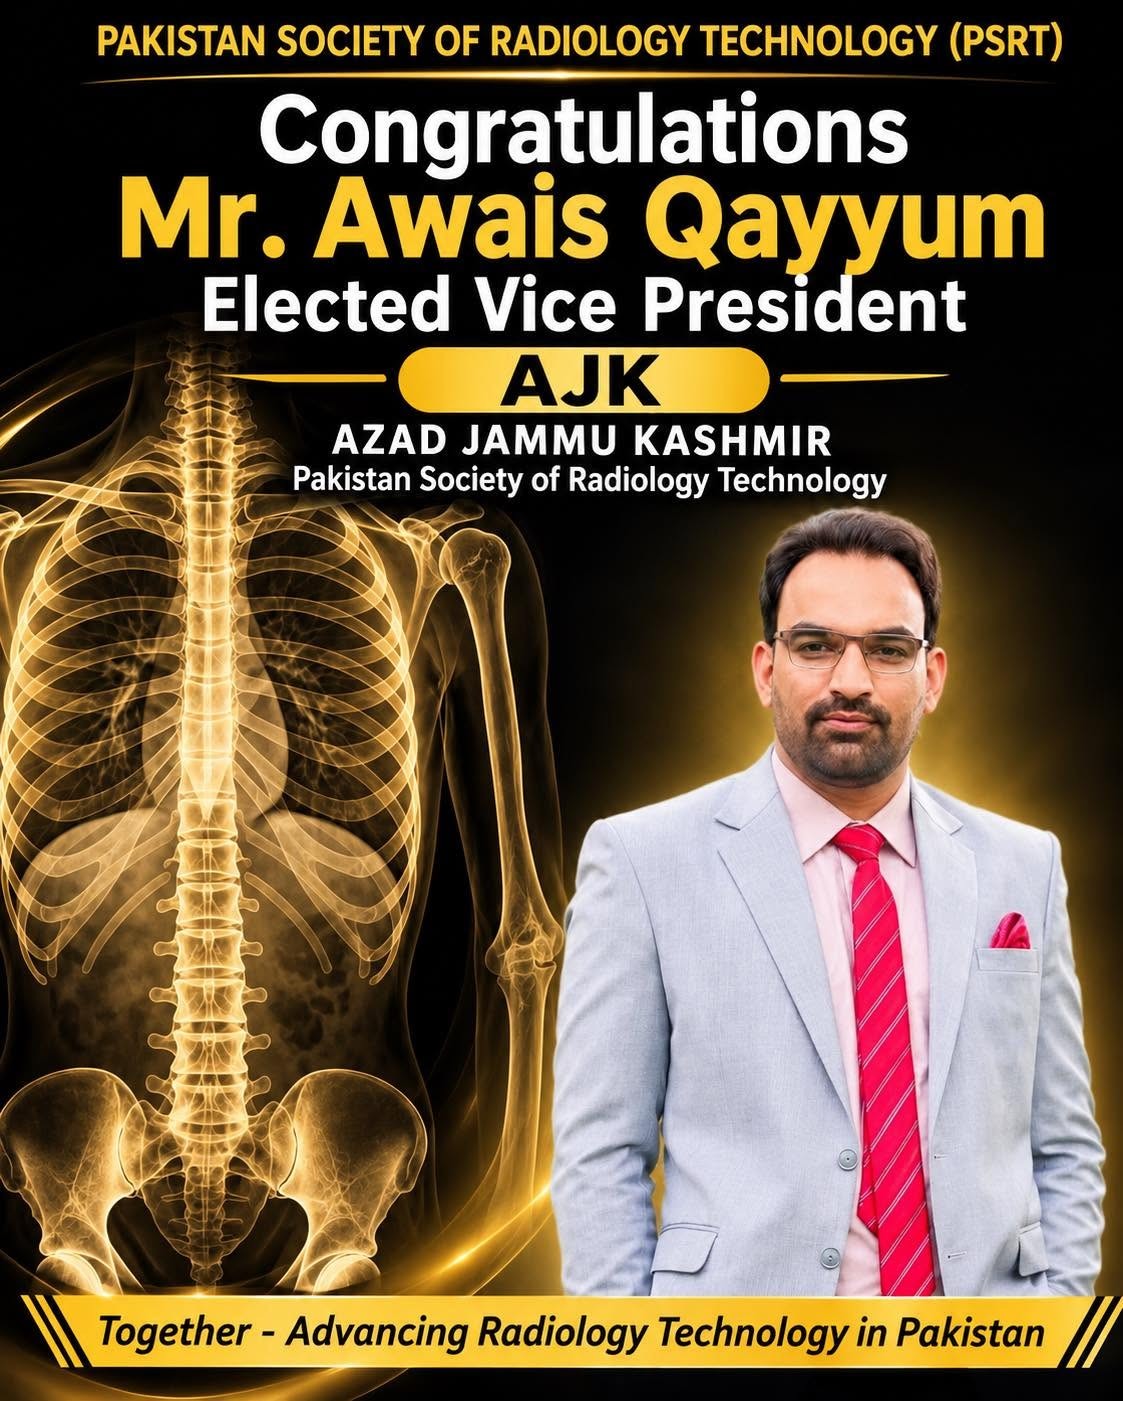 PAKISTAN SOCIETY OF RADIOLOGY TECHNOLOGY (PSRT)
Congratulations
Mr. Awais Qayyum
Elected Vice President
AJK
AZAD JAMMU KASHMIR
Pakistan Society of Radiology Technology
Together - Advancing Radiology Technology in Pakistan